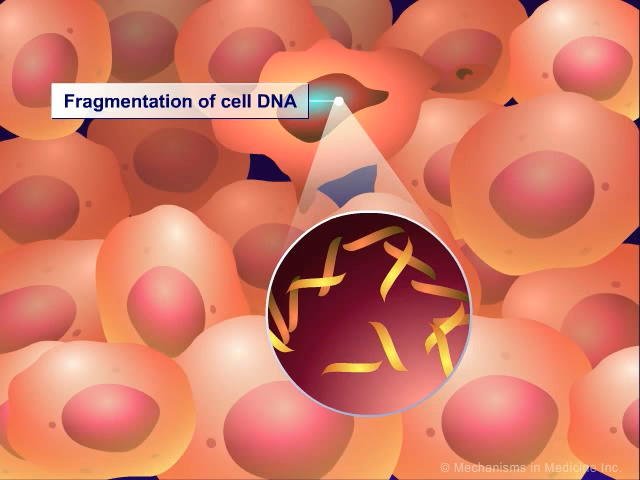 Fragmentation of cell DNA
© Mechanisms in Medicine Inc.